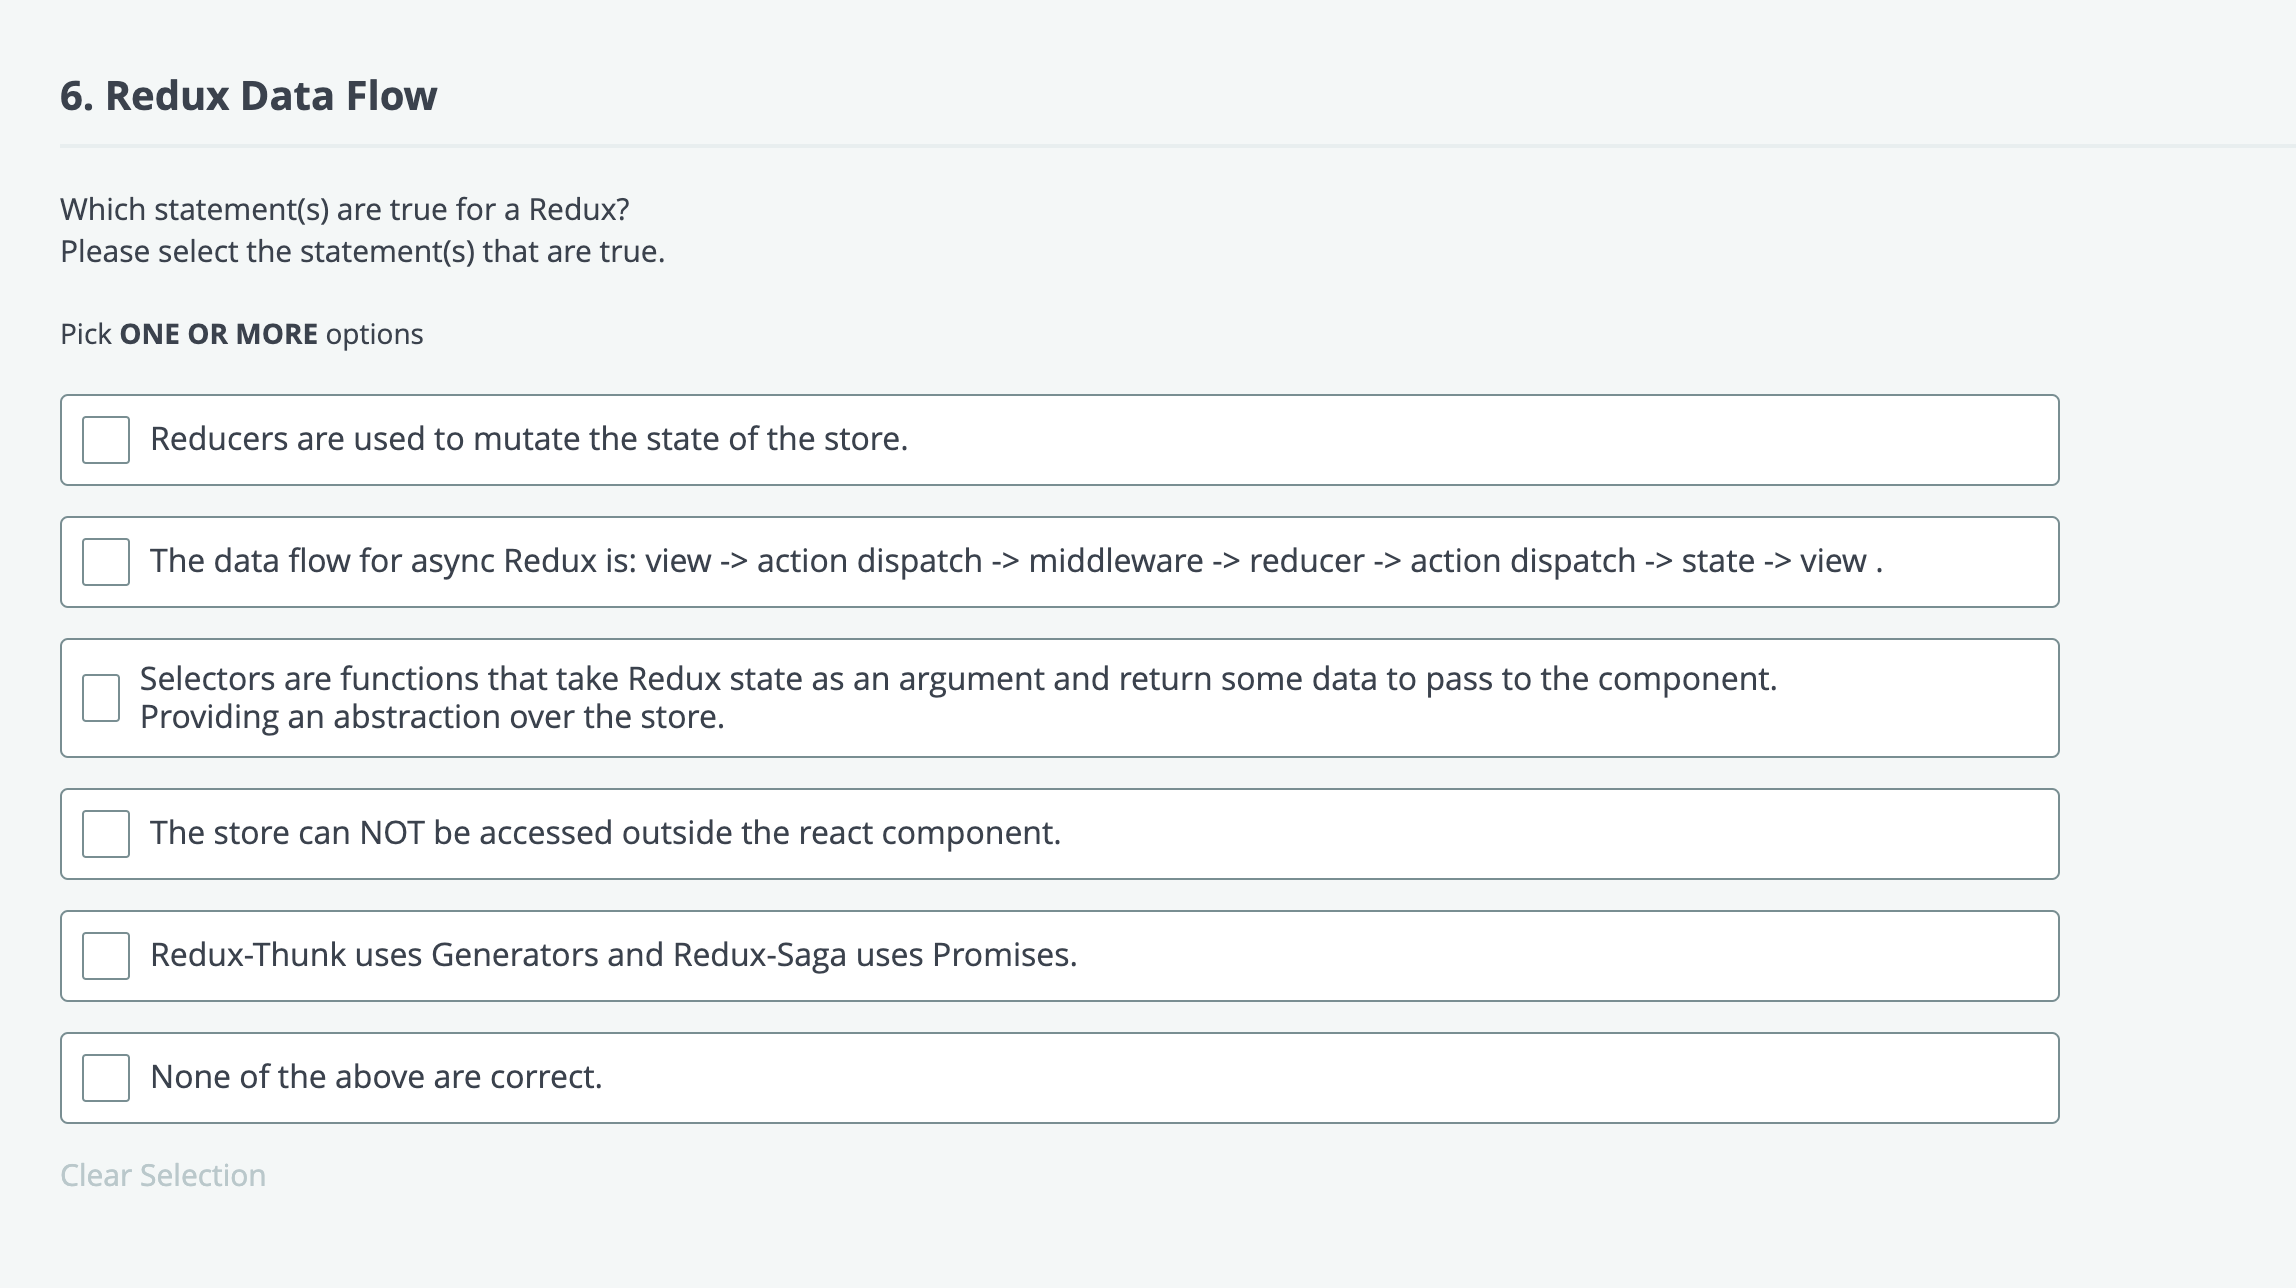 6. Redux Data Flow
Which statement(s) are true for a Redux?
Please select the statement(s) that are true.
Pick ONE OR MORE options
Reducers are used to mutate the state of the store.
The data flow for async Redux is: view -> action dispatch -> middleware -> reducer -> action dispatch -> state -> view .
Selectors are functions that take Redux state as an argument and return some data to pass to the component.
Providing an abstraction over the store.
The store can NOT be accessed outside the react component.
Redux-Thunk uses Generators and Redux-Saga uses Promises.
None of the above are correct.
Clear Selection